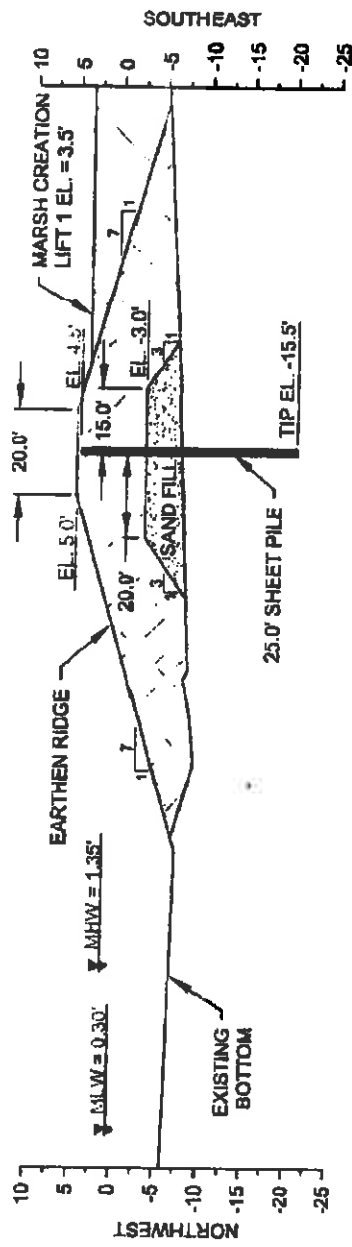 SOUTHEAST
10
5
0
-5
-10
-15
-20
-25
MARSH CREATION
LIFT 1 EL. = 3.5'
7
1
20.0'
EL. 4.5'
15.0'
EL. -3.0'
3
1
EL. 5.0'
20.0'
SAND FILL
3
1
TIP EL. -15.5'
25.0' SHEET PILE
EARTHEN RIDGE
7
1
MHW = 1.35'
MLW = 0.30'
EXISTING
BOTTOM
10
5
0
-5
-10
-15
-20
-25
NORTHWEST